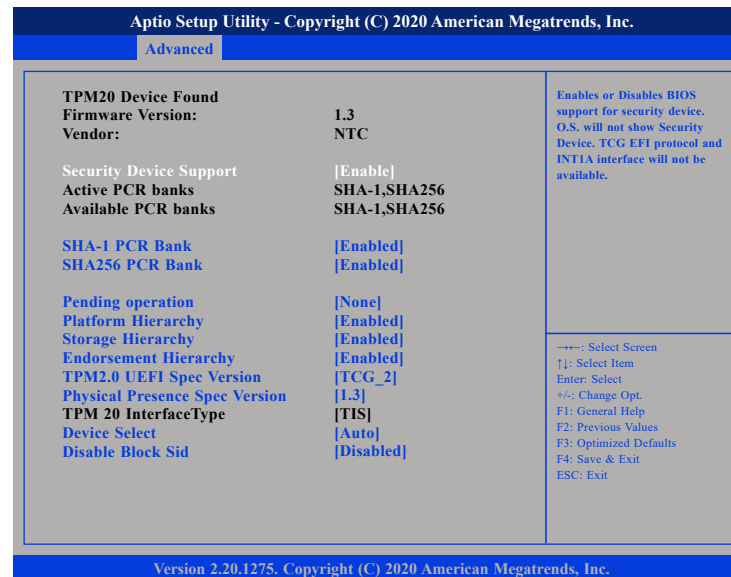 Aptio Setup Utility - Copyright (C) 2020 American Megatrends, Inc.
Advanced
TPM20 Device Found
Firmware Version: 1.3
Vendor: NTC
Security Device Support [Enable]
Active PCR banks SHA-1,SHA256
Available PCR banks SHA-1,SHA256
SHA-1 PCR Bank [Enabled]
SHA256 PCR Bank [Enabled]
Pending operation [None]
Platform Hierarchy [Enabled]
Storage Hierarchy [Enabled]
Endorsement Hierarchy [Enabled]
TPM2.0 UEFI Spec Version [TCG_2]
Physical Presence Spec Version [1.3]
TPM 20 InterfaceType [TIS]
Device Select [Auto]
Disable Block Sid [Disabled]
Enables or Disables BIOS
support for security device.
O.S. will not show Security
Device. TCG EFI protocol and
INT1A interface will not be
available.
→←: Select Screen
↑↓: Select Item
Enter: Select
+/-: Change Opt.
F1: General Help
F2: Previous Values
F3: Optimized Defaults
F4: Save & Exit
ESC: Exit
Version 2.20.1275. Copyright (C) 2020 American Megatrends, Inc.